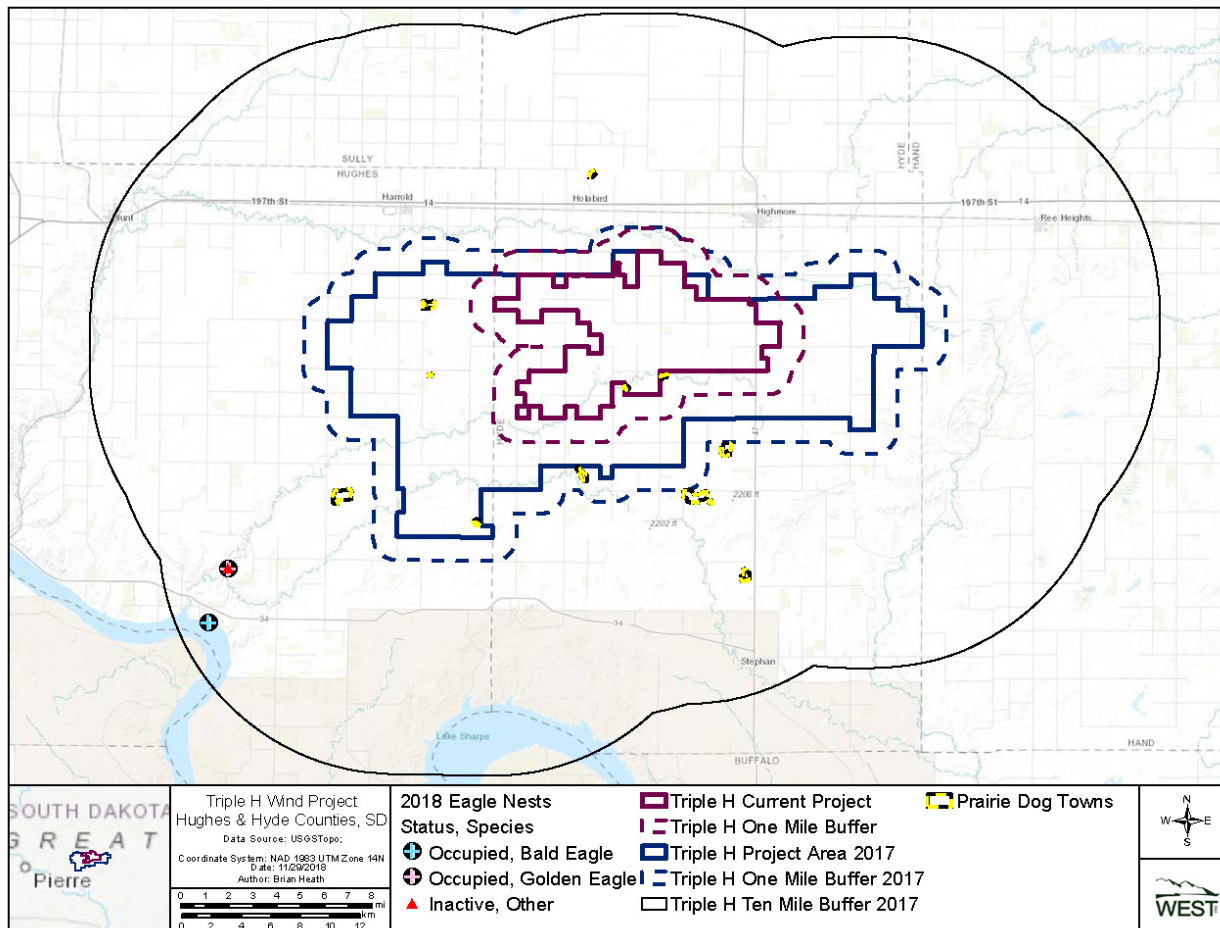 SULLY
HUGHES
HYDE
HAND
197th St
14
Harrold
Holabird
Highmore
197th St
14
Ree Heights
HYDE
47
2206 ft
2202 ft
34
34
Stephan
Lake Sharpe
BUFFALO
HAND
SOUTH DAKOTA
GREAT
Pierre
Triple H Wind Project
Hughes & Hyde Counties, SD
Data Source: USGSTopo;
Coordinate System: NAD 1983 UTM Zone 14N
Date: 11/29/2018
Author: Brian Heath
0 1 2 3 4 5 6 7 8
mi
km
0 2 4 6 8 10 12
2018 Eagle Nests
Status, Species
Occupied, Bald Eagle
Occupied, Golden Eagle
Inactive, Other
Triple H Current Project
Triple H One Mile Buffer
Triple H Project Area 2017
Triple H One Mile Buffer 2017
Triple H Ten Mile Buffer 2017
Prairie Dog Towns
N
W E
S
WEST